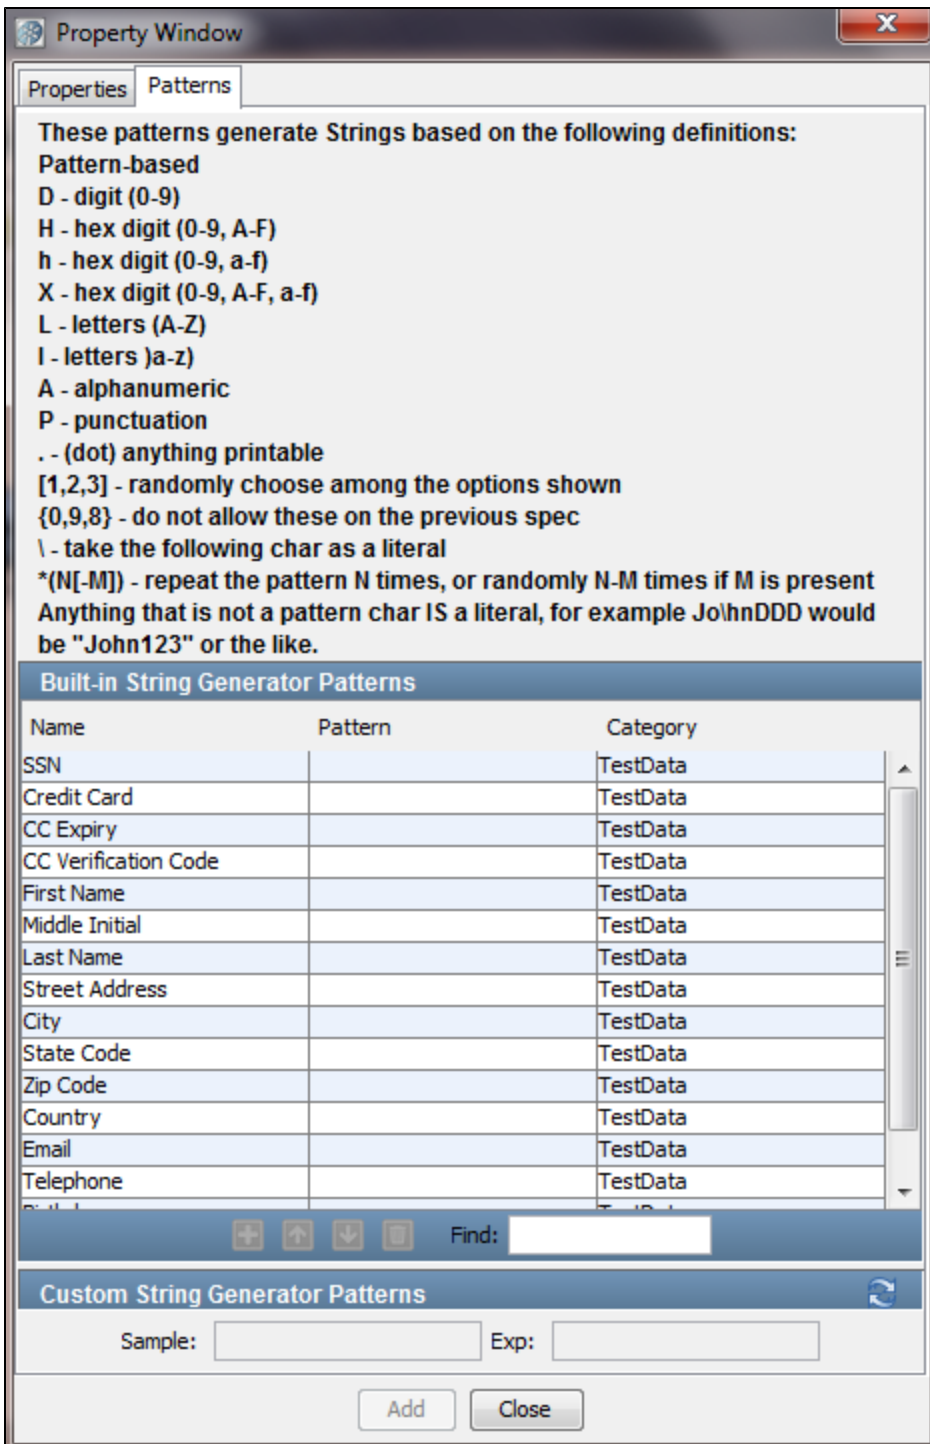 Property Window
Properties Patterns
These patterns generate Strings based on the following definitions:
Pattern-based
D - digit (0-9)
H - hex digit (0-9, A-F)
h - hex digit (0-9, a-f)
X - hex digit (0-9, A-F, a-f)
L - letters (A-Z)
l - letters )a-z)
A - alphanumeric
P - punctuation
. - (dot) anything printable
[1,2,3] - randomly choose among the options shown
{0,9,8} - do not allow these on the previous spec
\ - take the following char as a literal
*(N[-M]) - repeat the pattern N times, or randomly N-M times if M is present
Anything that is not a pattern char IS a literal, for example Jo\hnDDD would
be "John123" or the like.
Built-in String Generator Patterns
Name Pattern Category
SSN TestData
Credit Card TestData
CC Expiry TestData
CC Verification Code TestData
First Name TestData
Middle Initial TestData
Last Name TestData
Street Address TestData
City TestData
State Code TestData
Zip Code TestData
Country TestData
Email TestData
Telephone TestData
Find:
Custom String Generator Patterns
Sample: Exp:
Add Close